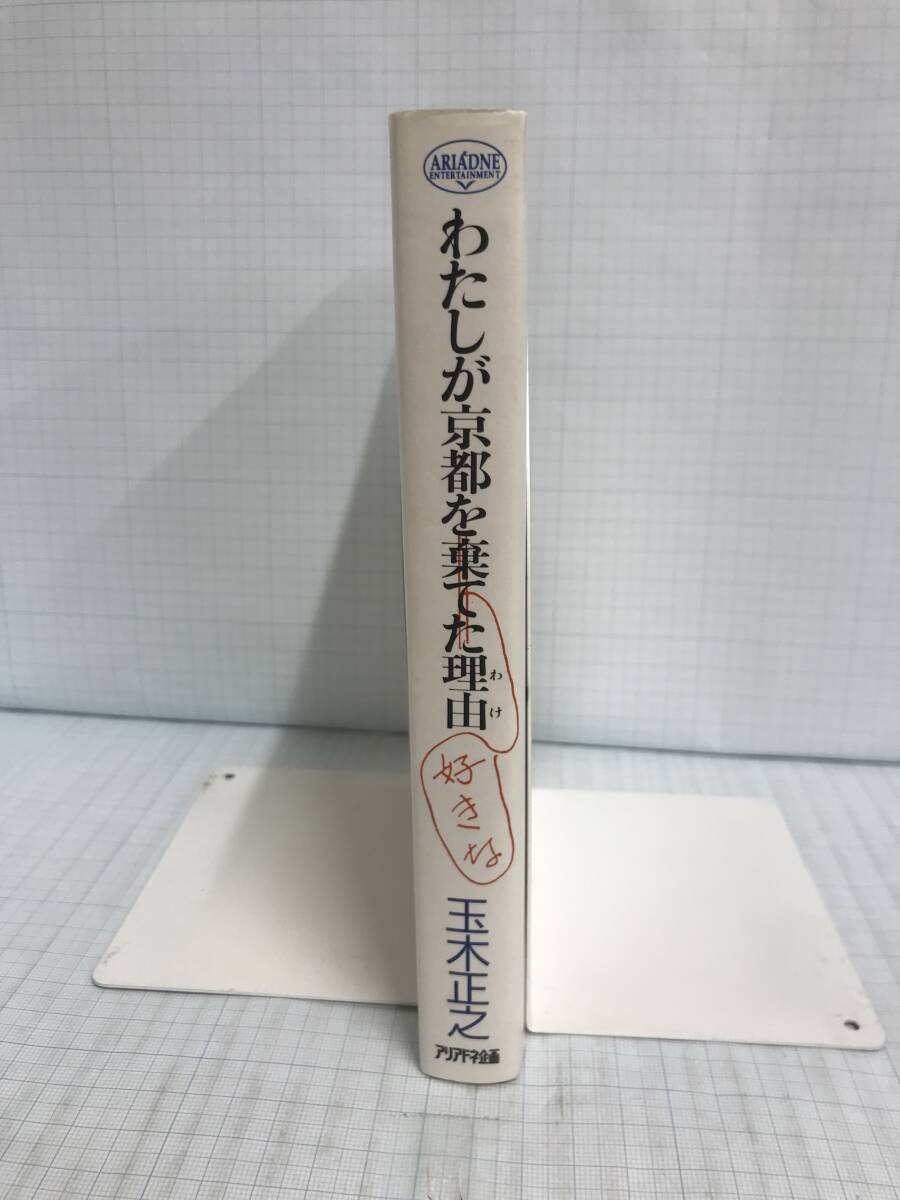 ARIADNE
ENTERTAINMENT
わたしが京都を棄てた理由
わけ
好きな
玉木正之
アリアドネ企画